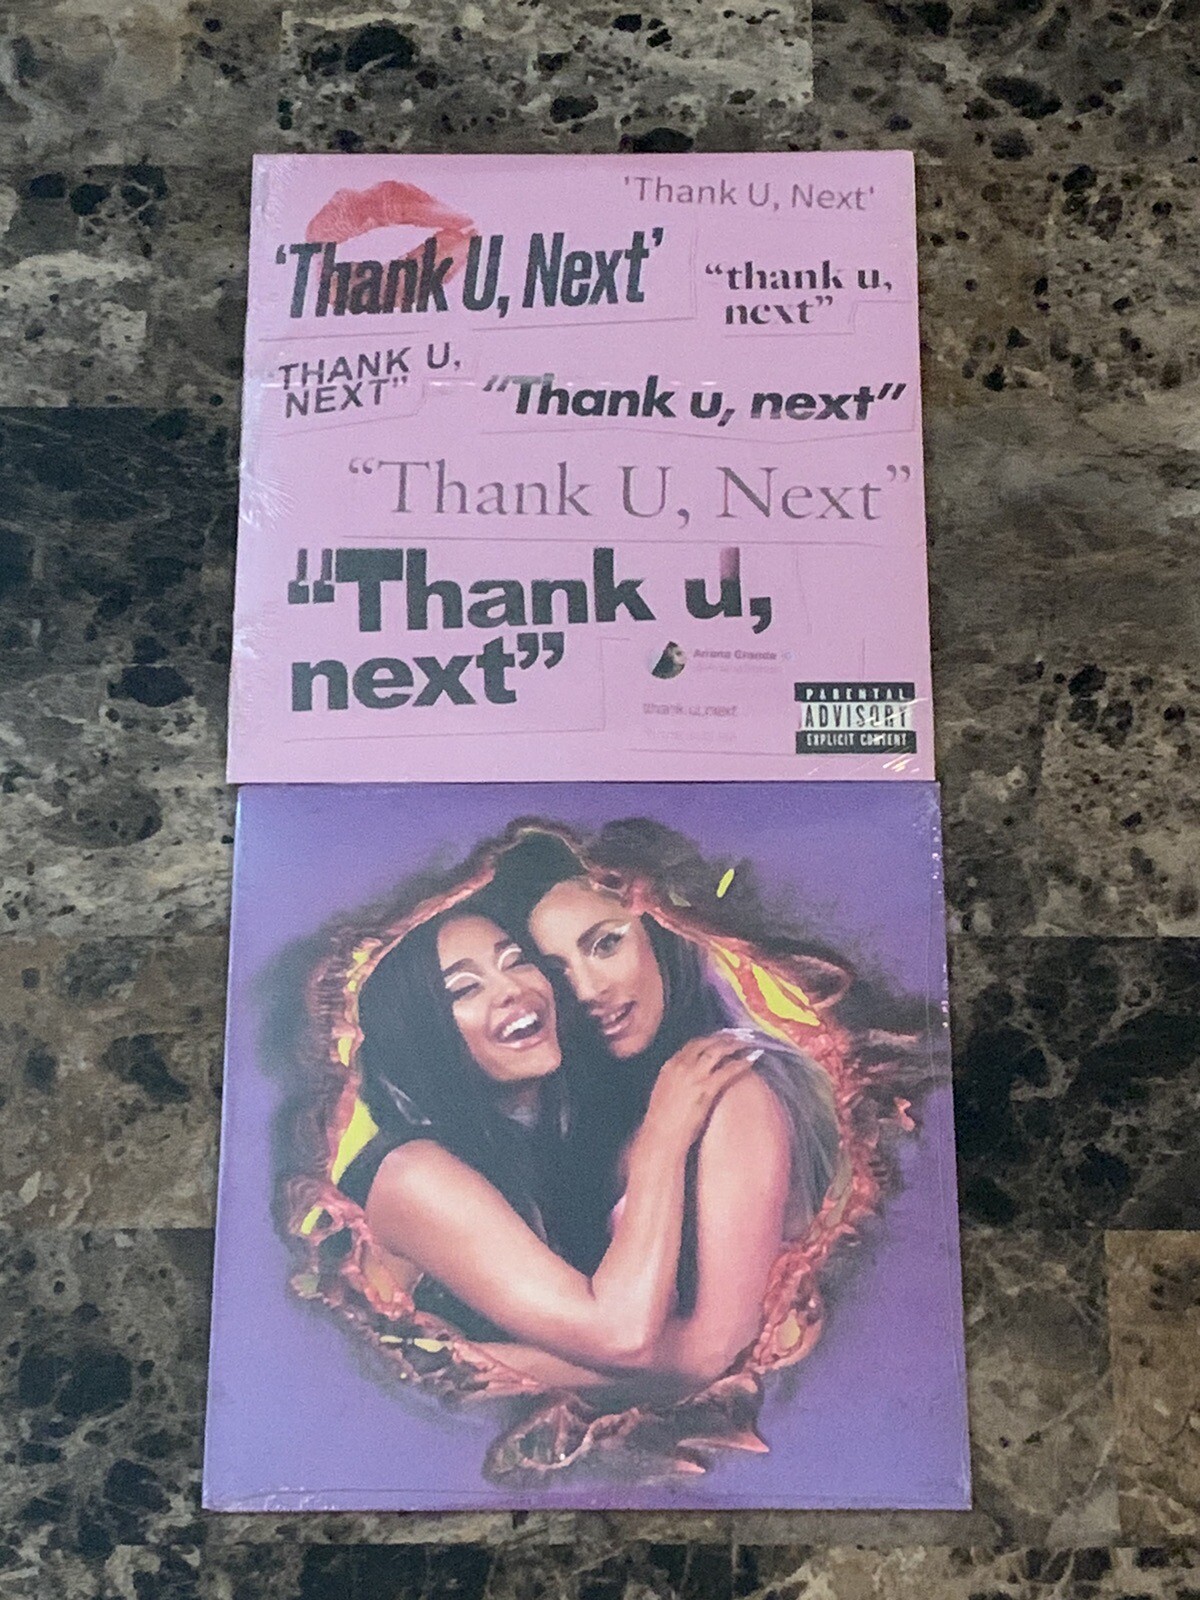 'Thank U, Next'
'Thank U, Next'
“thank u,
next”
THANK U,
NEXT”
“Thank u, next”
“Thank U, Next”
“Thank u,
next”
Ariana Grande
thank u, next
PARENTAL
ADVISORY
EXPLICIT CONTENT